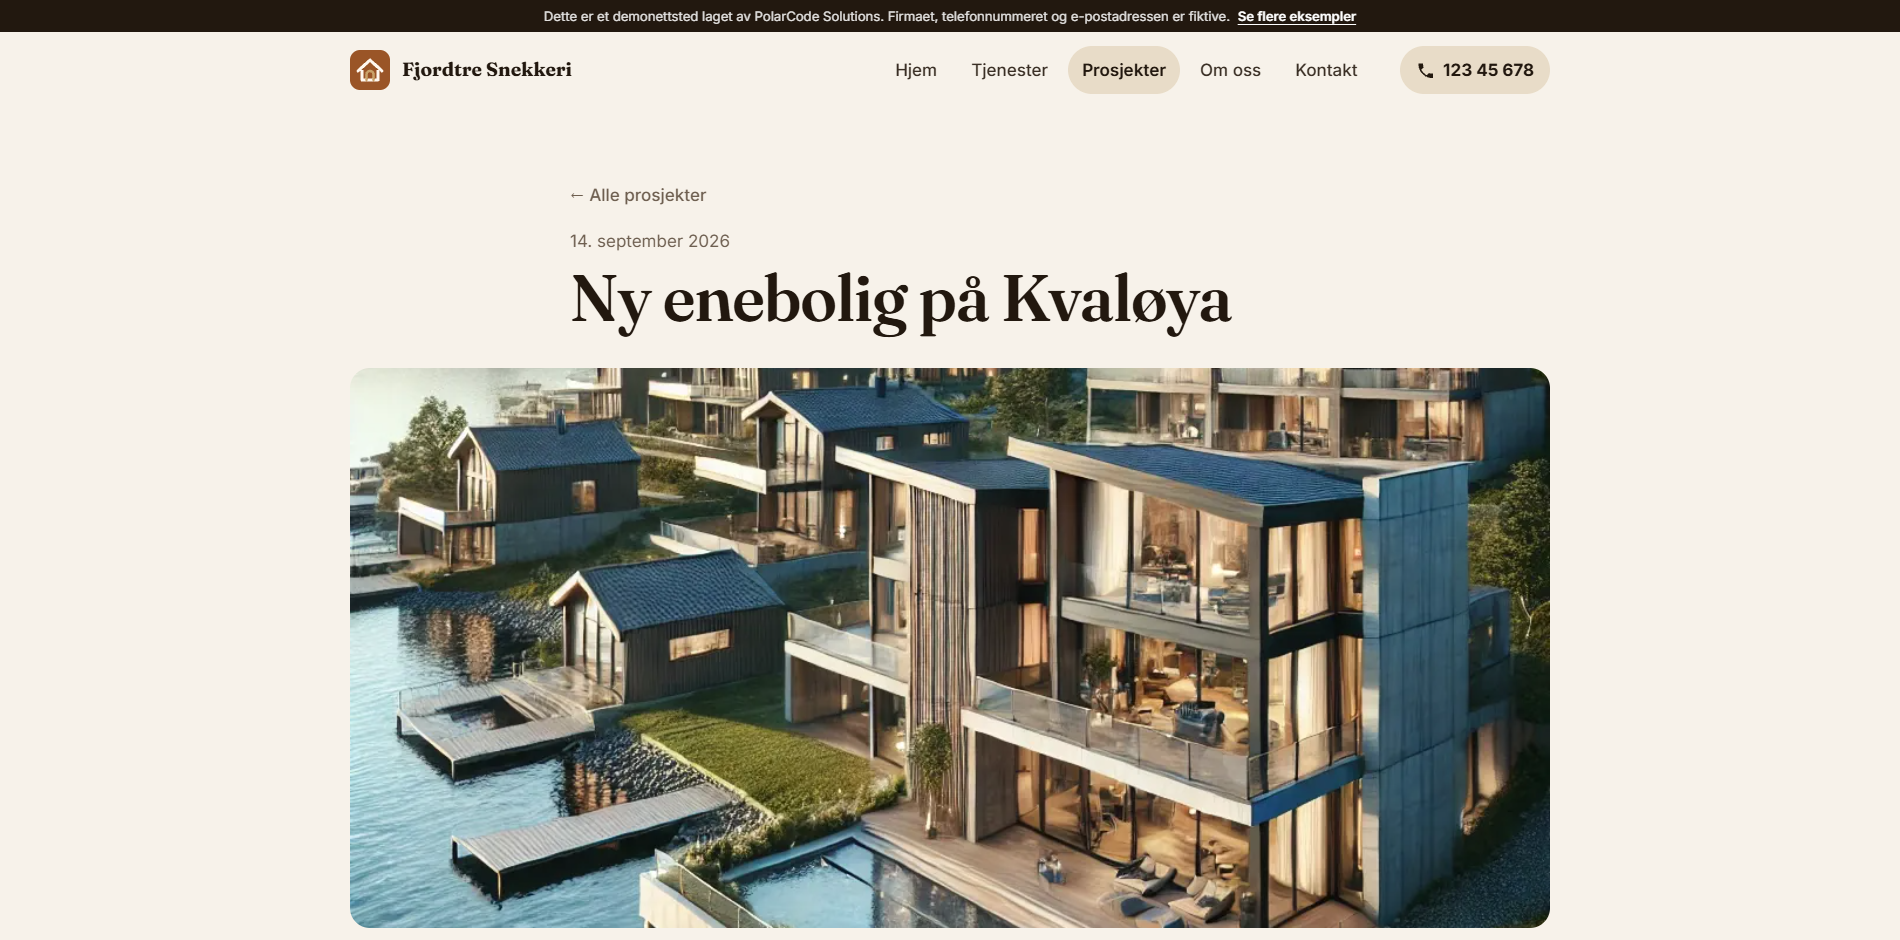 Dette er et demonettsted laget av PolarCode Solutions. Firmaet, telefonnummeret og e-postadressen er fiktive. Se flere eksempler
Fjordtre Snekkeri
Hjem
Tjenester
Prosjekter
Om oss
Kontakt
123 45 678
← Alle prosjekter
14. september 2026
Ny enebolig på Kvaløya